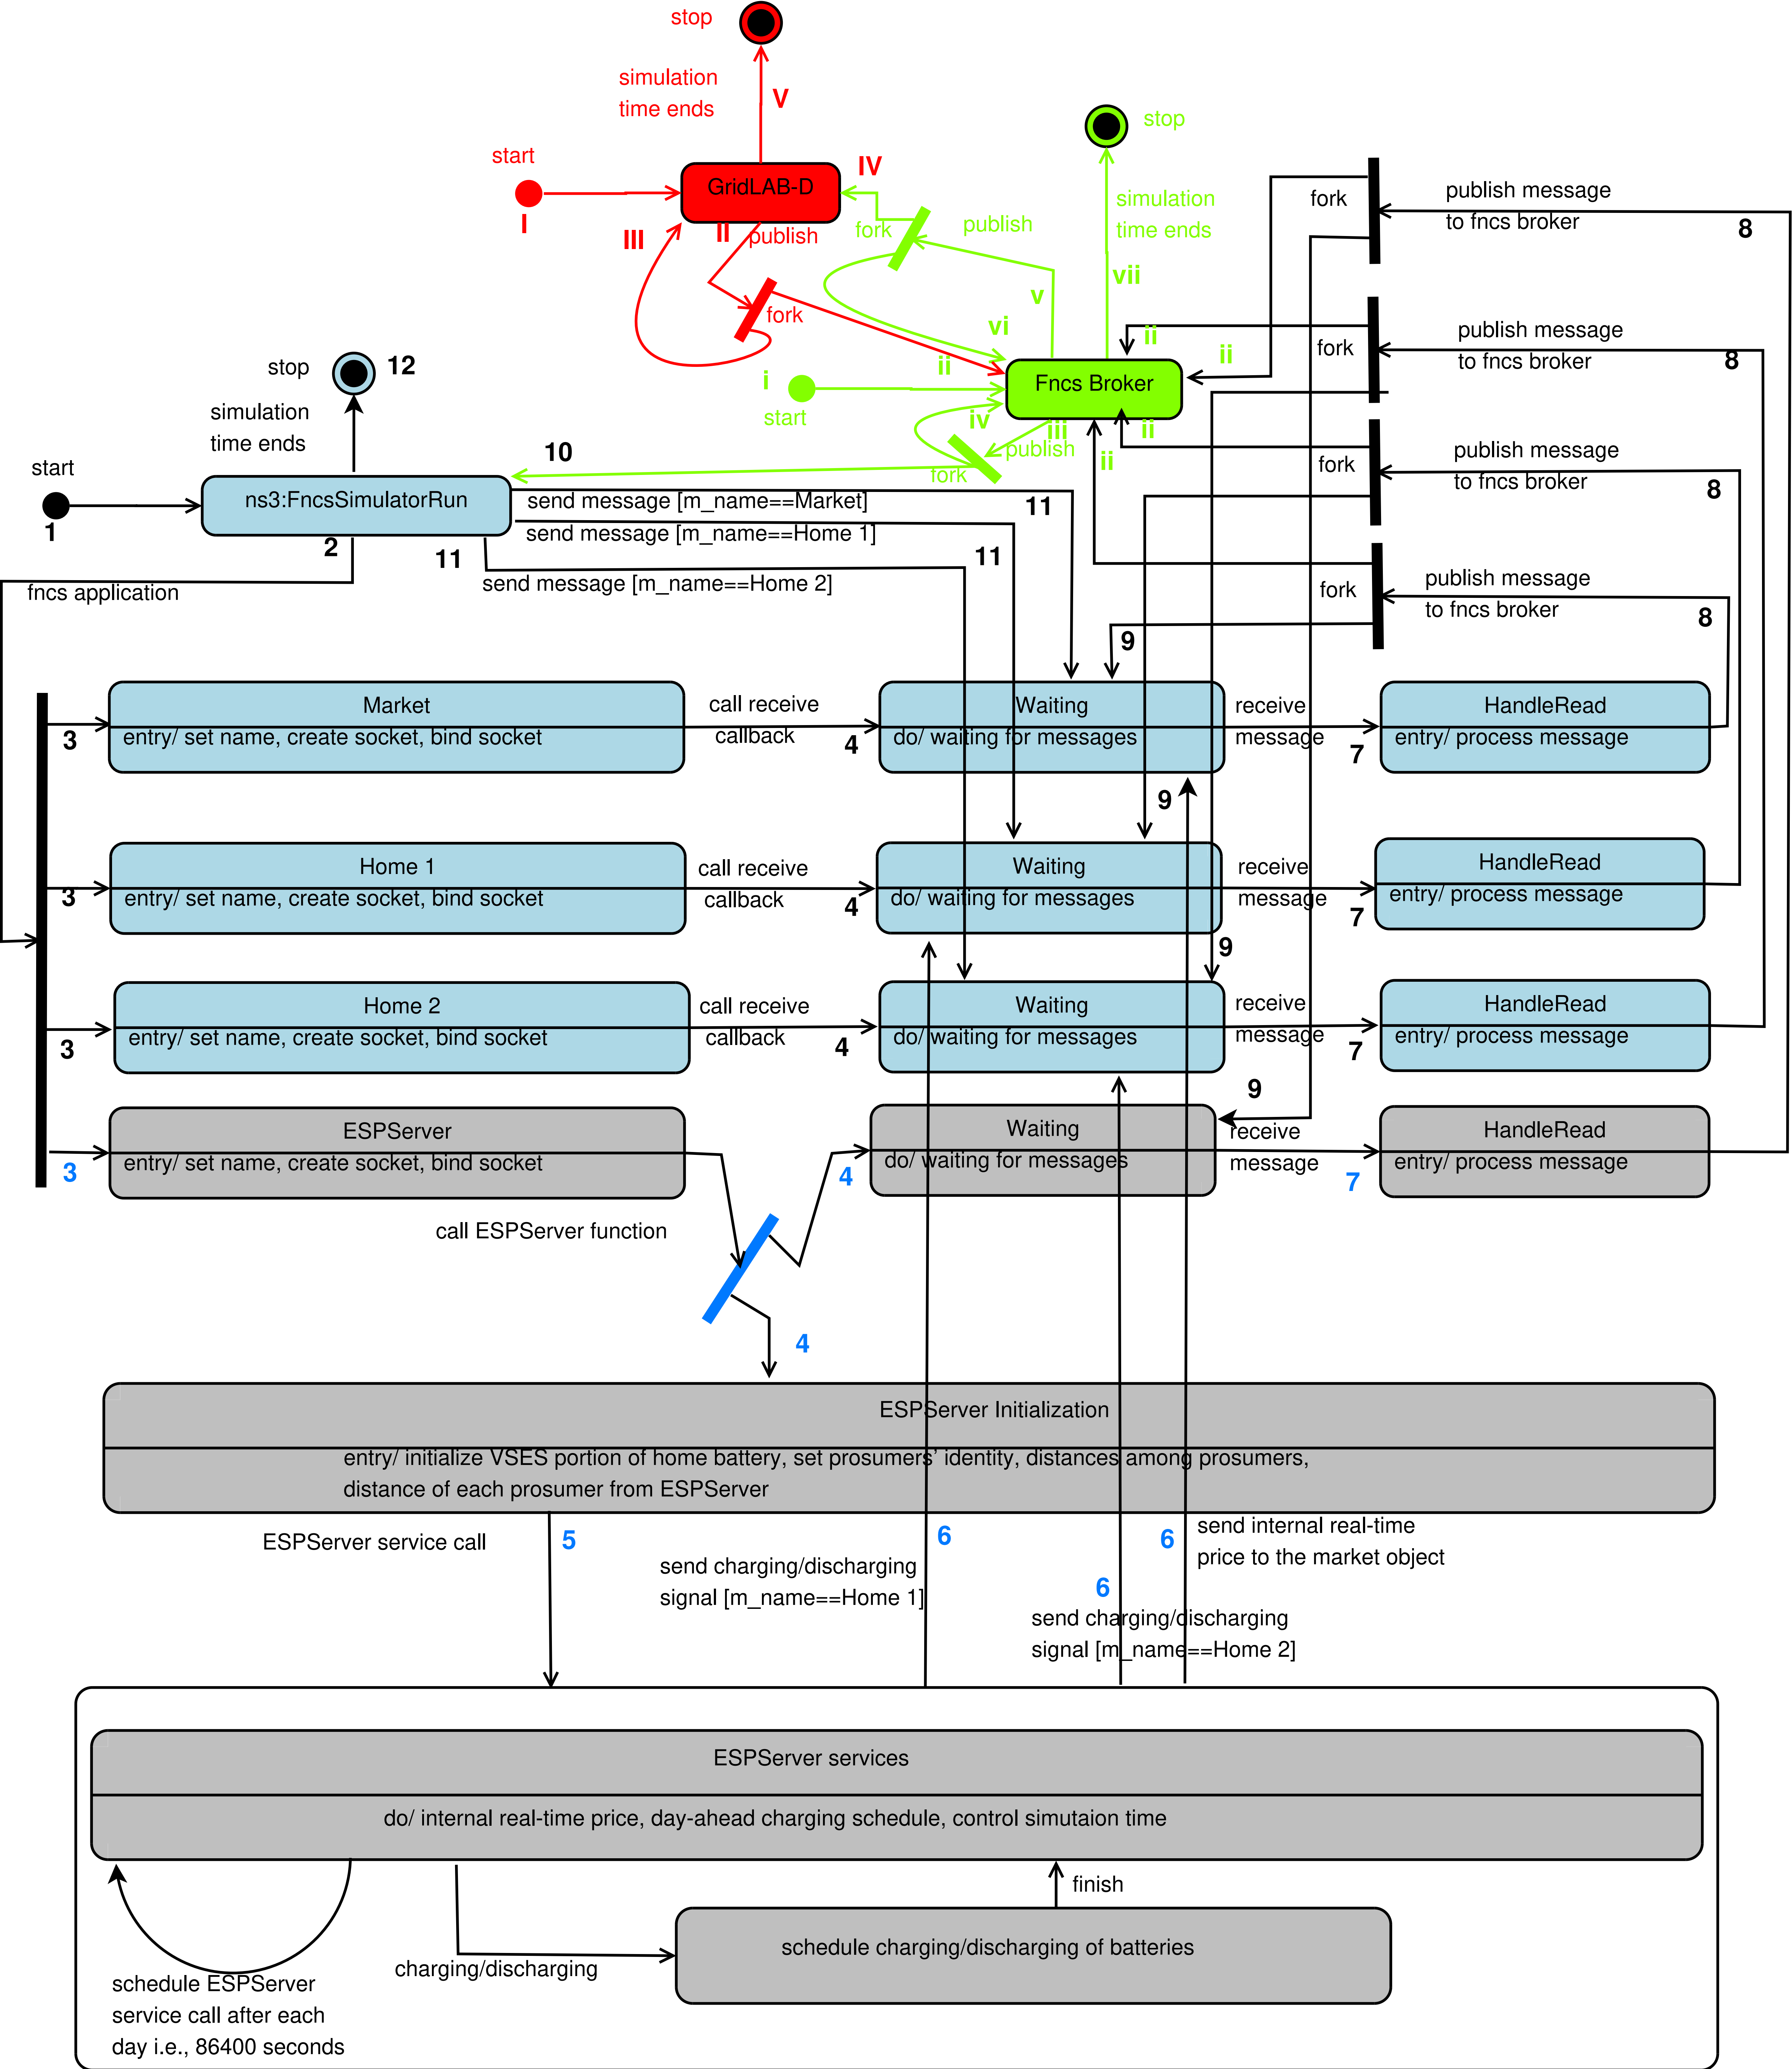 stop
simulation
time ends
V
start
I
GridLAB-D
IV
III
II
publish
fork
stop
simulation
time ends
vii
fork
publish
v
vi
ii
i
start
Fncs Broker
ii
ii
iv
iii
publish
fork
ii
ii
fork
publish message
to fncs broker
8
fork
publish message
to fncs broker
8
fork
publish message
to fncs broker
8
fork
publish message
to fncs broker
8
stop
12
simulation
time ends
start
1
ns3:FncsSimulatorRun
10
send message [m_name==Market]
11
send message [m_name==Home 1]
11
2
11
send message [m_name==Home 2]
fncs application
9
3
Market
entry/ set name, create socket, bind socket
call receive
callback
4
Waiting
do/ waiting for messages
receive
message
7
HandleRead
entry/ process message
9
3
Home 1
entry/ set name, create socket, bind socket
call receive
callback
4
Waiting
do/ waiting for messages
receive
message
7
HandleRead
entry/ process message
9
3
Home 2
entry/ set name, create socket, bind socket
call receive
callback
4
Waiting
do/ waiting for messages
receive
message
7
HandleRead
entry/ process message
9
3
ESPServer
entry/ set name, create socket, bind socket
4
Waiting
do/ waiting for messages
receive
message
7
HandleRead
entry/ process message
call ESPServer function
4
ESPServer Initialization
entry/ initialize VSES portion of home battery, set prosumers' identity, distances among prosumers,
distance of each prosumer from ESPServer
ESPServer service call
5
6
send charging/discharging
signal [m_name==Home 1]
6
send internal real-time
price to the market object
6
send charging/discharging
signal [m_name==Home 2]
ESPServer services
do/ internal real-time price, day-ahead charging schedule, control simutaion time
finish
schedule charging/discharging of batteries
charging/discharging
schedule ESPServer
service call after each
day i.e., 86400 seconds